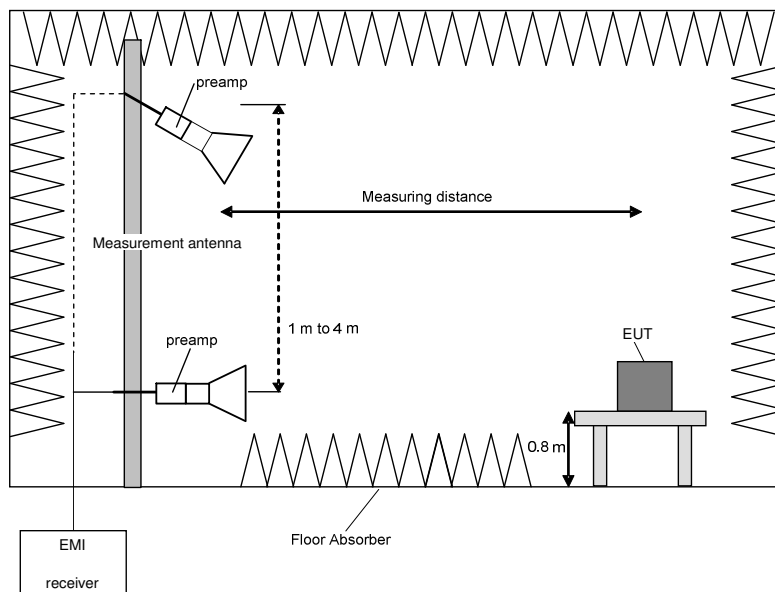 preamp
Measuring distance
Measurement antenna
1 m to 4 m
preamp
EUT
0.8 m
Floor Absorber
EMI
receiver